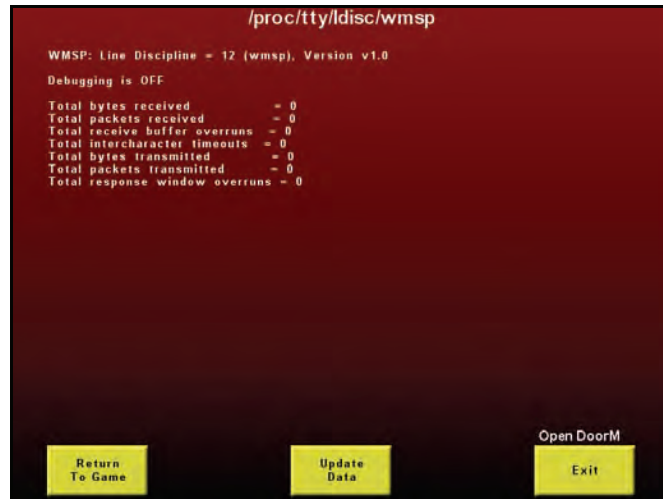 /proc/tty/ldisc/wmsp
WMSP: Line Discipline = 12 (wmsp), Version v1.0
Debugging is OFF
Total bytes received = 0
Total packets received = 0
Total receive buffer overruns = 0
Total intercharacter timeouts = 0
Total bytes transmitted = 0
Total packets transmitted = 0
Total response window overruns = 0
Open DoorM
Return
To Game
Update
Data
Exit